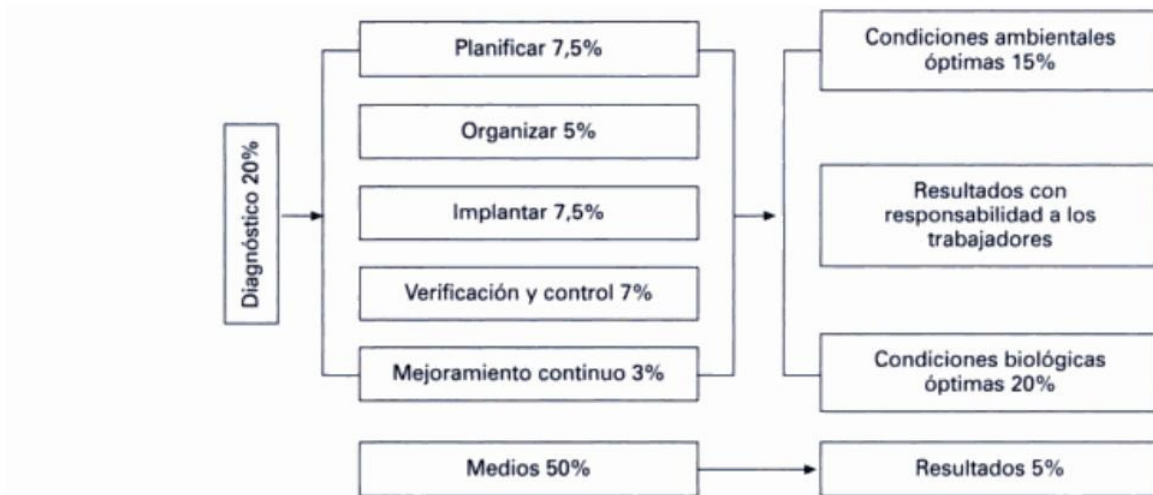 Diagnóstico 20%
Planificar 7,5%
Organizar 5%
Implantar 7,5%
Verificación y control 7%
Mejoramiento continuo 3%
Medios 50%
Condiciones ambientales
óptimas 15%
Resultados con
responsabilidad a los
trabajadores
Condiciones biológicas
óptimas 20%
Resultados 5%